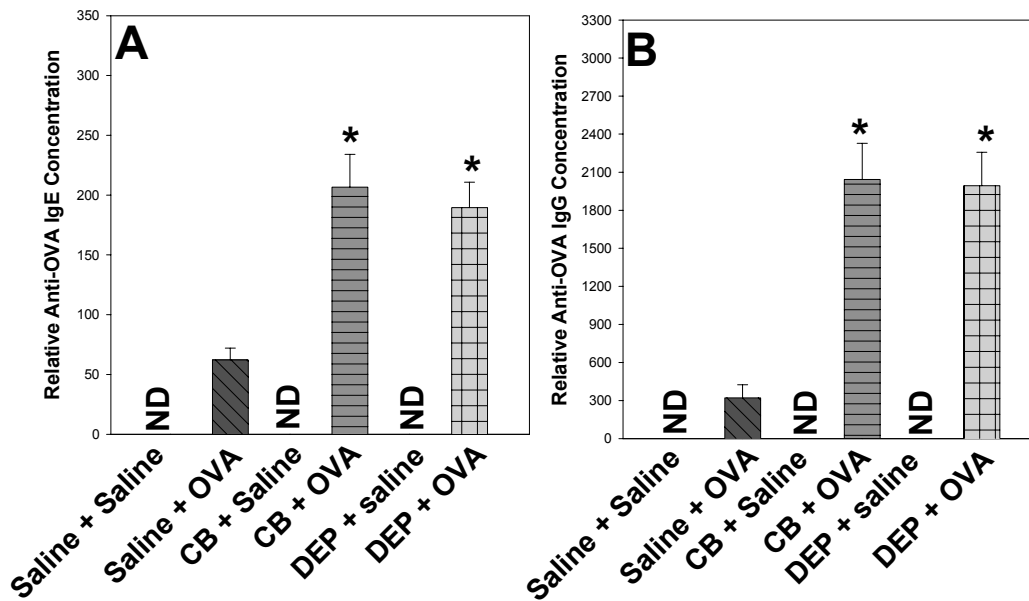 A
Relative Anti-OVA IgE Concentration
350
300
250
200
150
100
50
0
ND
ND
*
ND
*
Saline + Saline
Saline + OVA
CB + Saline
CB + OVA
DEP + saline
DEP + OVA
B
Relative Anti-OVA IgG Concentration
3300
3000
2700
2400
2100
1800
1500
1200
900
600
300
0
ND
ND
*
ND
*
Saline + Saline
Saline + OVA
CB + Saline
CB + OVA
DEP + saline
DEP + OVA